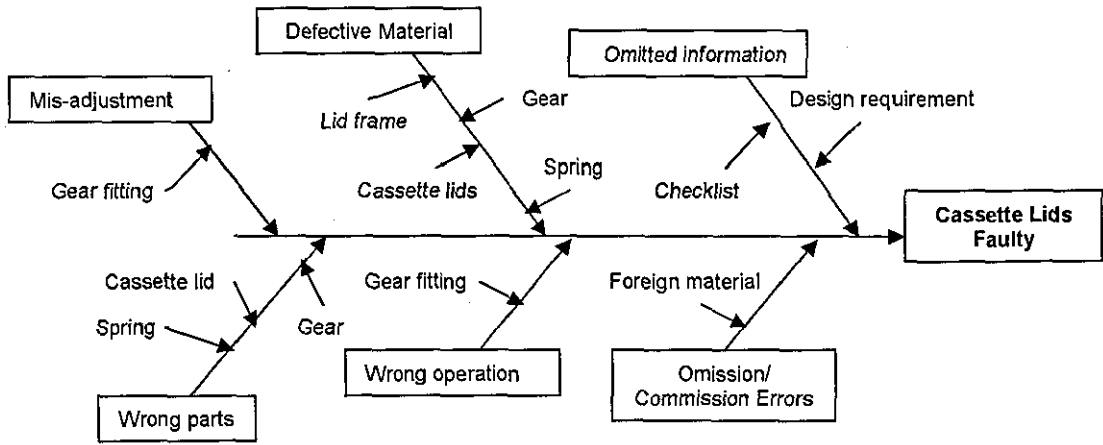 Defective Material
Omitted information
Mis-adjustment
Gear
Design requirement
Lid frame
Gear fitting
Cassette lids
Spring
Checklist
Cassette Lids
Faulty
Cassette lid
Gear fitting
Foreign material
Spring
Gear
Wrong operation
Omission/
Commission Errors
Wrong parts